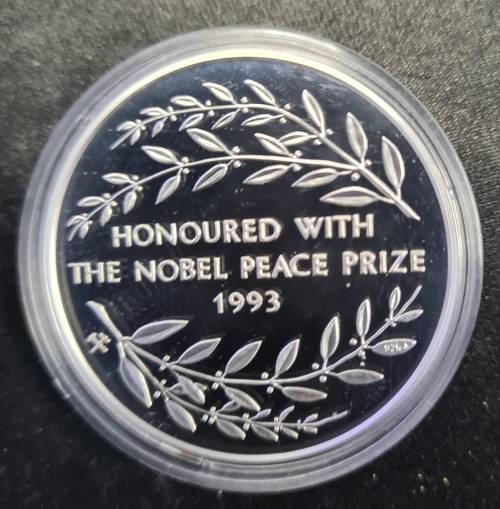 HONOURED WITH
THE NOBEL PEACE PRIZE
1993